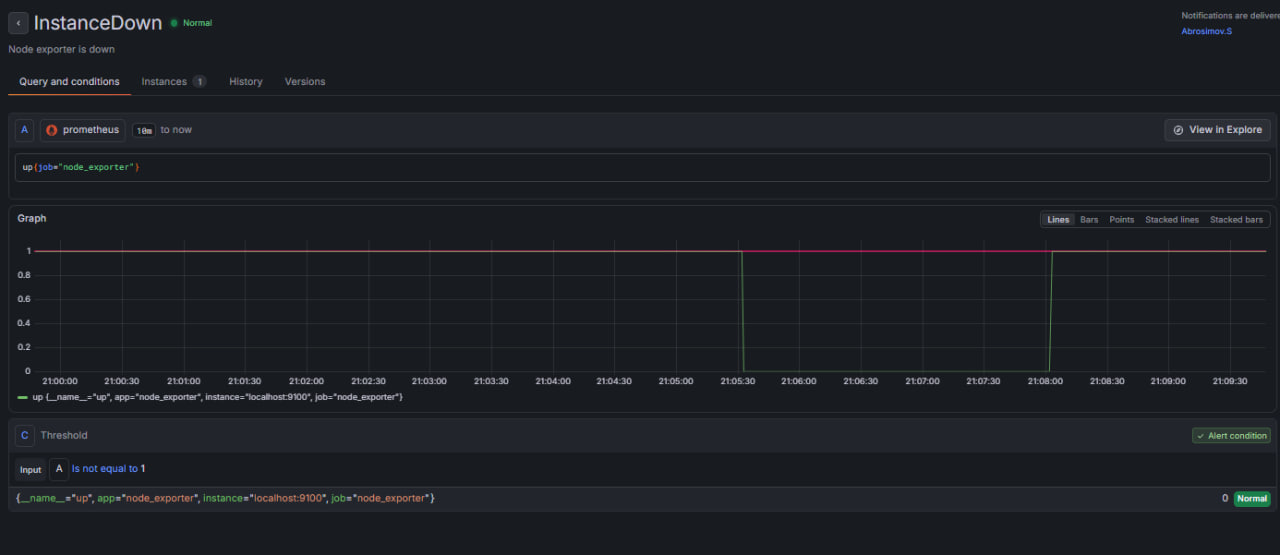 InstanceDown Normal
Notifications are delivere
Abrosimov.S
Node exporter is down
Query and conditions Instances 1 History Versions
A prometheus 10m to now View in Explore
up{job="node_exporter"}
Graph Lines Bars Points Stacked lines Stacked bars
1
0.8
0.6
0.4
0.2
0
21:00:00 21:00:30 21:01:00 21:01:30 21:02:00 21:02:30 21:03:00 21:03:30 21:04:00 21:04:30 21:05:00 21:05:30 21:06:00 21:06:30 21:07:00 21:07:30 21:08:00 21:08:30 21:09:00 21:09:30
up {__name__="up", app="node_exporter", instance="localhost:9100", job="node_exporter"}
C Threshold Alert condition
Input A Is not equal to 1
{__name__="up", app="node_exporter", instance="localhost:9100", job="node_exporter"} 0 Normal